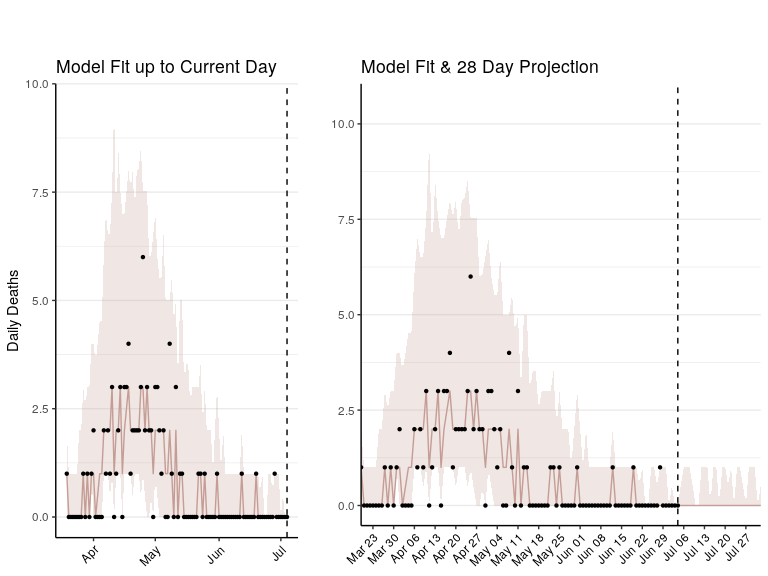 Model Fit up to Current Day
Model Fit & 28 Day Projection
Daily Deaths
10.0
7.5
5.0
2.5
0.0
Apr
May
Jun
Jul
10.0
7.5
5.0
2.5
0.0
Mar 23
Mar 30
Apr 06
Apr 13
Apr 20
Apr 27
May 04
May 11
May 18
May 25
Jun 01
Jun 08
Jun 15
Jun 22
Jun 29
Jul 06
Jul 13
Jul 20
Jul 27